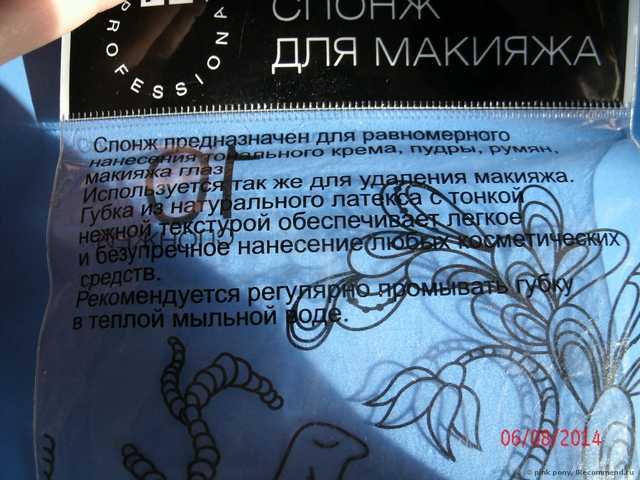 PROFESSIONA
СПОНЖ
ДЛЯ МАКИЯЖА
Спонж предназначен для равномерного
нанесения тонального крема, пудры, румян,
макияжа глаз.
Используется так же для удаления макияжа.
Губка из натурального латекса с тонкой
нежной текстурой обеспечивает легкое
и безупречное нанесение любых косметических
средств.
Рекомендуется регулярно промывать губку
в теплой мыльной воде.
06/08/2014
© pink pony, IRecommend.ru